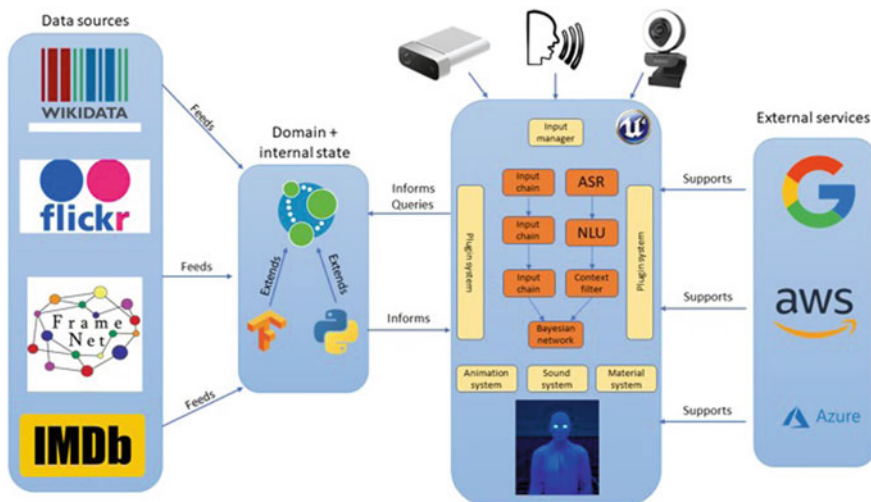 Data sources
WIKIDATA
Feeds
flickr
Feeds
Frame
Net
Feeds
IMDb
Domain +
internal state
Extends
Extends
Informs
Queries
Informs
Input
manager
Plugin system
Input
chain
ASR
Input
chain
NLU
Input
chain
Context
filter
Bayesian
network
Plugin system
Animation
system
Sound
system
Material
system
External services
Supports
Supports
aws
Supports
Azure